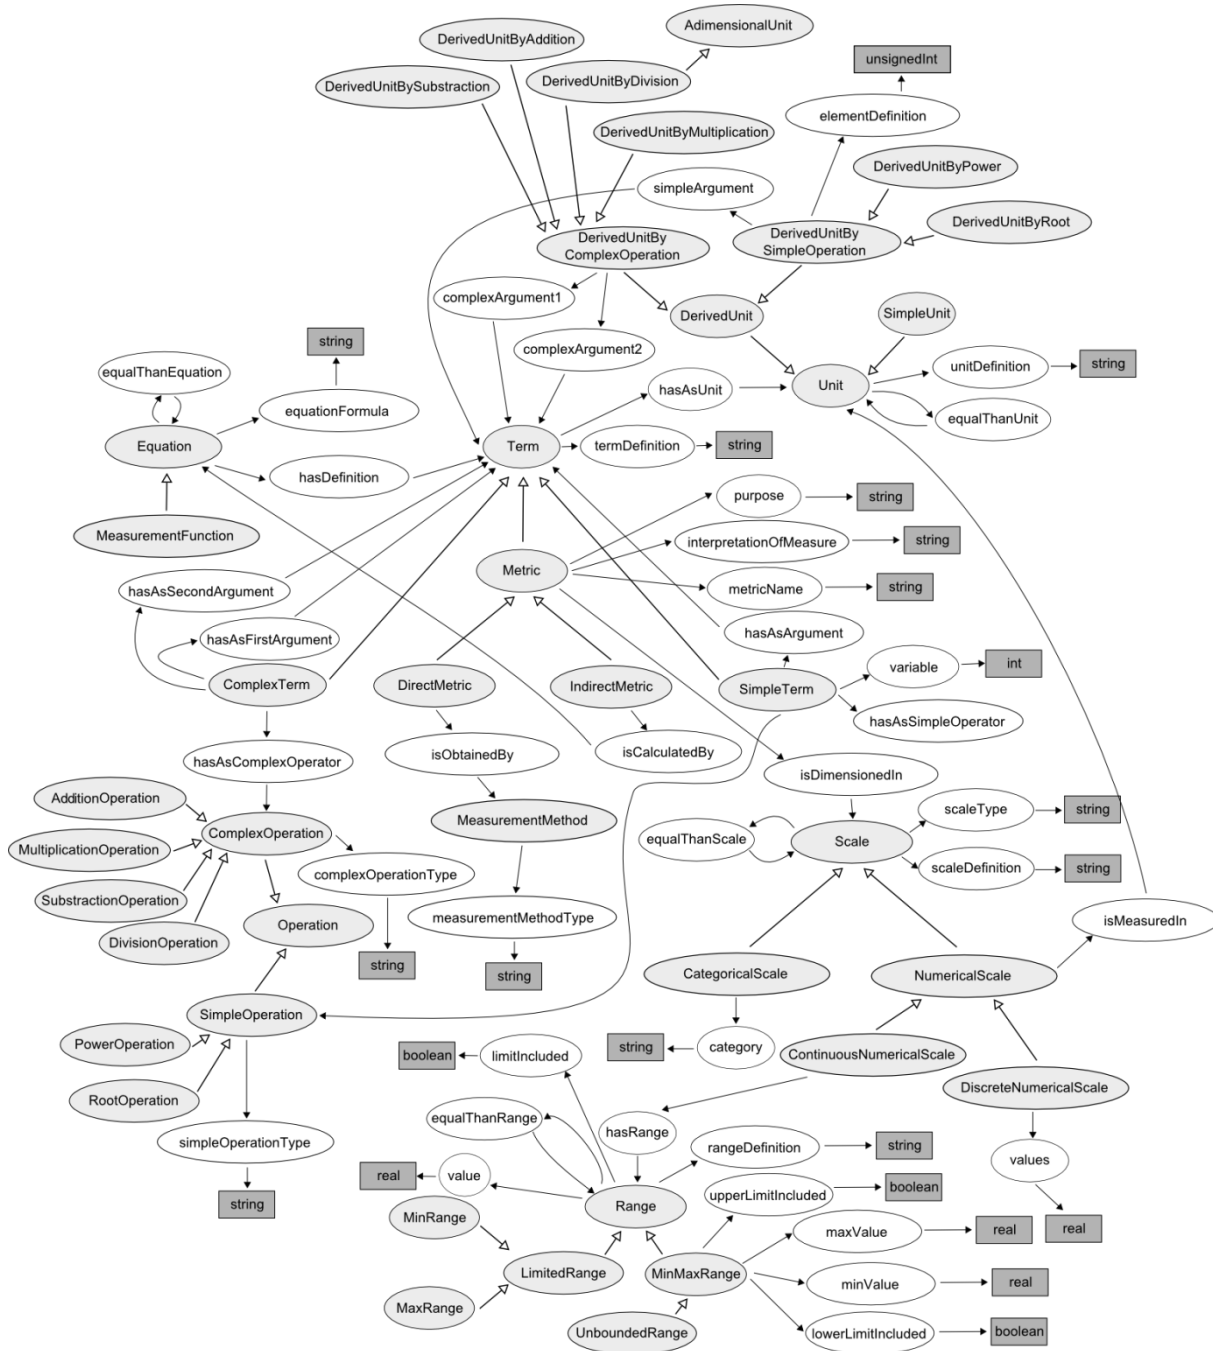 AdimensionalUnit
DerivedUnitByAddition
unsignedInt
DerivedUnitBySubstraction
DerivedUnitByDivision
elementDefinition
DerivedUnitByMultiplication
DerivedUnitByPower
simpleArgument
DerivedUnitByRoot
DerivedUnitBy
ComplexOperation
DerivedUnitBy
SimpleOperation
complexArgument1
DerivedUnit
SimpleUnit
string
complexArgument2
equalThanEquation
unitDefinition
string
hasAsUnit
Unit
equationFormula
equalThanUnit
Equation
Term
termDefinition
string
hasDefinition
purpose
string
MeasurementFunction
interpretationOfMeasure
string
Metric
hasAsSecondArgument
metricName
string
hasAsFirstArgument
hasAsArgument
variable
int
ComplexTerm
DirectMetric
IndirectMetric
SimpleTerm
hasAsSimpleOperator
hasAsComplexOperator
isObtainedBy
isCalculatedBy
isDimensionedIn
AdditionOperation
scaleType
string
ComplexOperation
MeasurementMethod
equalThanScale
Scale
MultiplicationOperation
complexOperationType
scaleDefinition
string
SubstractionOperation
measurementMethodType
isMeasuredIn
Operation
DivisionOperation
string
string
CategoricalScale
NumericalScale
SimpleOperation
PowerOperation
boolean
limitIncluded
string
category
ContinuousNumericalScale
DiscreteNumericalScale
RootOperation
equalThanRange
hasRange
simpleOperationType
rangeDefinition
string
values
real
value
upperLimitIncluded
boolean
string
MinRange
Range
maxValue
real
real
LimitedRange
MinMaxRange
minValue
real
MaxRange
UnboundedRange
lowerLimitIncluded
boolean